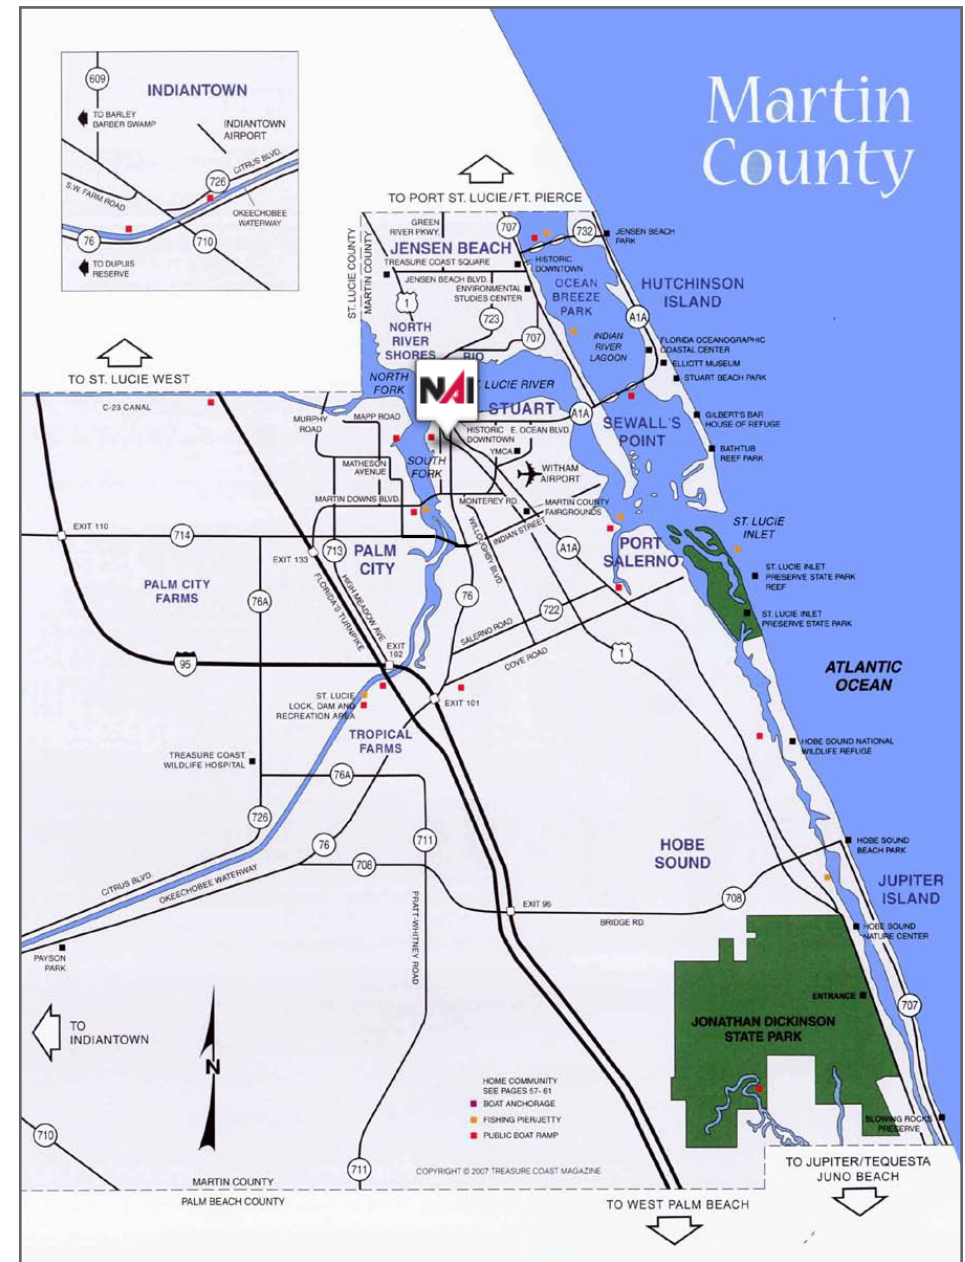 Martin
County
609
INDIANTOWN
TO BARLEY
BARBER SWAMP
INDIANTOWN
AIRPORT
CITRUS BLVD.
726
S.W. FARM ROAD
OKEECHOBEE
WATERWAY
76
710
TO DUPUIS
RESERVE
TO PORT ST. LUCIE/FT. PIERCE
ST. LUCIE COUNTY
MARTIN COUNTY
GREEN
RIVER PKWY.
707
732
JENSEN BEACH
PARK
JENSEN BEACH
TREASURE COAST SQUARE
HISTORIC
DOWNTOWN
JENSEN BEACH BLVD.
ENVIRONMENTAL
STUDIES CENTER
OCEAN
BREEZE
PARK
HUTCHINSON
ISLAND
1
723
NORTH
RIVER
SHORES
707
RIO
INDIAN
RIVER
LAGOON
A1A
FLORIDA OCEANOGRAPHIC
COASTAL CENTER
ELLIOTT MUSEUM
STUART BEACH PARK
TO ST. LUCIE WEST
NORTH
FORK
NAI
ST. LUCIE RIVER
C-23 CANAL
MURPHY
ROAD
MAPP ROAD
STUART
A1A
SEWALL'S
POINT
GILBERT'S BAR
HOUSE OF REFUGE
HISTORIC
DOWNTOWN
E. OCEAN BLVD.
YMCA
BATHTUB
REEF PARK
MATHESON
AVENUE
SOUTH
FORK
WITHAM
AIRPORT
MARTIN DOWNS BLVD.
MONTEREY RD.
MARTIN COUNTY
FAIRGROUNDS
EXIT 110
714
INDIAN STREET
WILLOUGHBY BLVD.
A1A
ST. LUCIE
INLET
EXIT 133
713
PALM
CITY
PORT
SALERNO
ST. LUCIE INLET
PRESERVE STATE PARK
REEF
PALM CITY
FARMS
76A
FLORIDA'S TURNPIKE
HIGH MEADOW AVE.
76
722
SALERNO ROAD
ST. LUCIE INLET
PRESERVE STATE PARK
EXIT
102
COVE ROAD
1
95
ATLANTIC
OCEAN
ST. LUCIE
LOCK, DAM AND
RECREATION AREA
EXIT 101
TROPICAL
FARMS
HOBE SOUND NATIONAL
WILDLIFE REFUGE
TREASURE COAST
WILDLIFE HOSPITAL
76A
726
76
711
HOBE
SOUND
HOBE SOUND
BEACH PARK
CITRUS BLVD.
OKEECHOBEE WATERWAY
708
JUPITER
ISLAND
PRATT-WHITNEY ROAD
EXIT 96
708
BRIDGE RD.
HOBE SOUND
NATURE CENTER
PAYSON
PARK
ENTRANCE
707
TO
INDIANTOWN
JONATHAN DICKINSON
STATE PARK
N
HOME COMMUNITY
SEE PAGES 57- 61
BOAT ANCHORAGE
FISHING PIER/JETTY
PUBLIC BOAT RAMP
BLOWING ROCKS
PRESERVE
710
711
COPYRIGHT © 2007 TREASURE COAST MAGAZINE
MARTIN COUNTY
PALM BEACH COUNTY
TO WEST PALM BEACH
TO JUPITER/TEQUESTA
JUNO BEACH